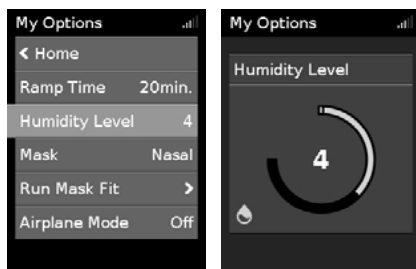 My Options
< Home
Ramp Time 20min.
Humidity Level 4
Mask Nasal
Run Mask Fit >
Airplane Mode Off
My Options
Humidity Level
4